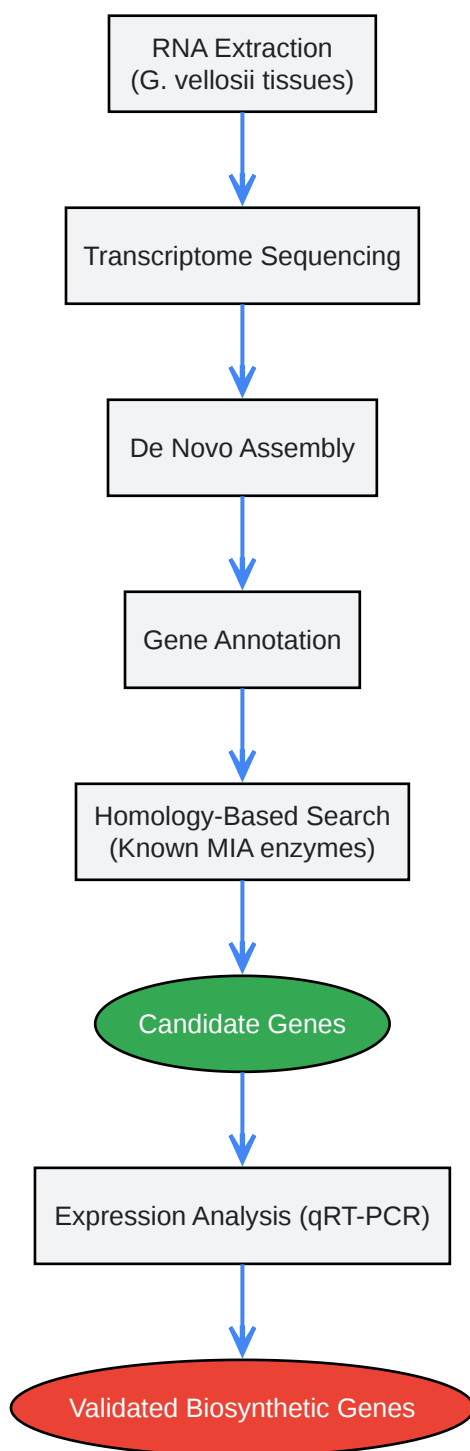 RNA Extraction
(G. vellosii tissues)
Transcriptome Sequencing
De Novo Assembly
Gene Annotation
Homology-Based Search
(Known MIA enzymes)
Candidate Genes
Expression Analysis (qRT-PCR)
Validated Biosynthetic Genes